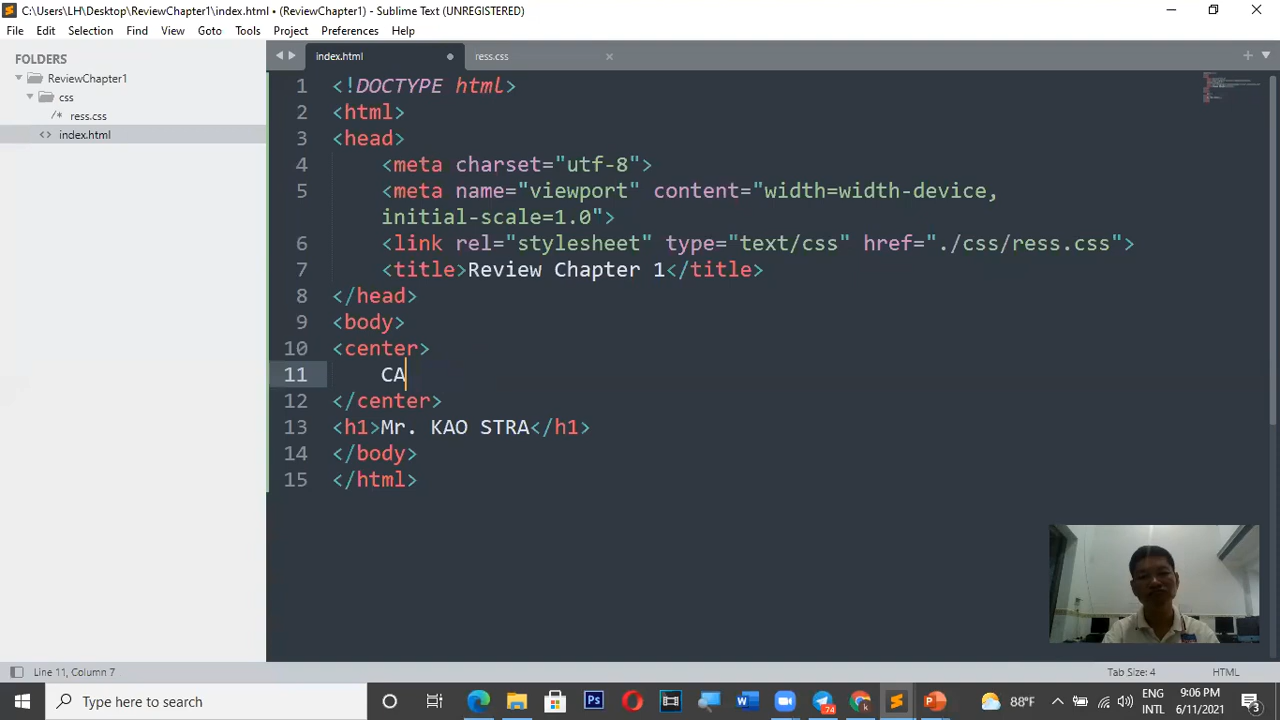 C:\Users\LH\Desktop\ReviewChapter1\index.html • (ReviewChapter1) - Sublime Text (UNREGISTERED)
File Edit Selection Find View Goto Tools Project Preferences Help
FOLDERS
ReviewChapter1
css
/* ress.css
<> index.html
index.html
ress.css
1 <!DOCTYPE html>
2 <html>
3 <head>
4 <meta charset="utf-8">
5 <meta name="viewport" content="width=width-device,
initial-scale=1.0">
6 <link rel="stylesheet" type="text/css" href="./css/ress.css">
7 <title>Review Chapter 1</title>
8 </head>
9 <body>
10 <center>
11 CA
12 </center>
13 <h1>Mr. KAO STRA</h1>
14 </body>
15 </html>
Line 11, Column 7
Tab Size: 4
HTML
Type here to search
Ps
W
74
P
88°F
ENG
INTL
9:06 PM
6/11/2021
3